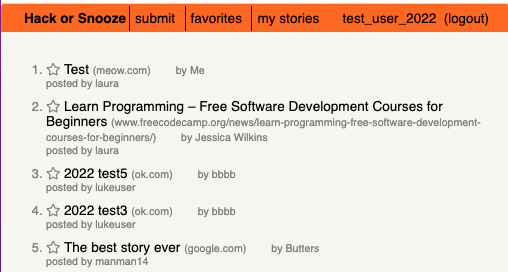 Hack or Snooze submit favorites my stories test_user_2022 (logout)
1. Test (meow.com) by Me
posted by laura
2. Learn Programming – Free Software Development Courses for
Beginners (www.freecodecamp.org/news/learn-programming-free-software-development-
courses-for-beginners/) by Jessica Wilkins
posted by laura
3. 2022 test5 (ok.com) by bbbb
posted by lukeuser
4. 2022 test3 (ok.com) by bbbb
posted by lukeuser
5. The best story ever (google.com) by Butters
posted by manman14